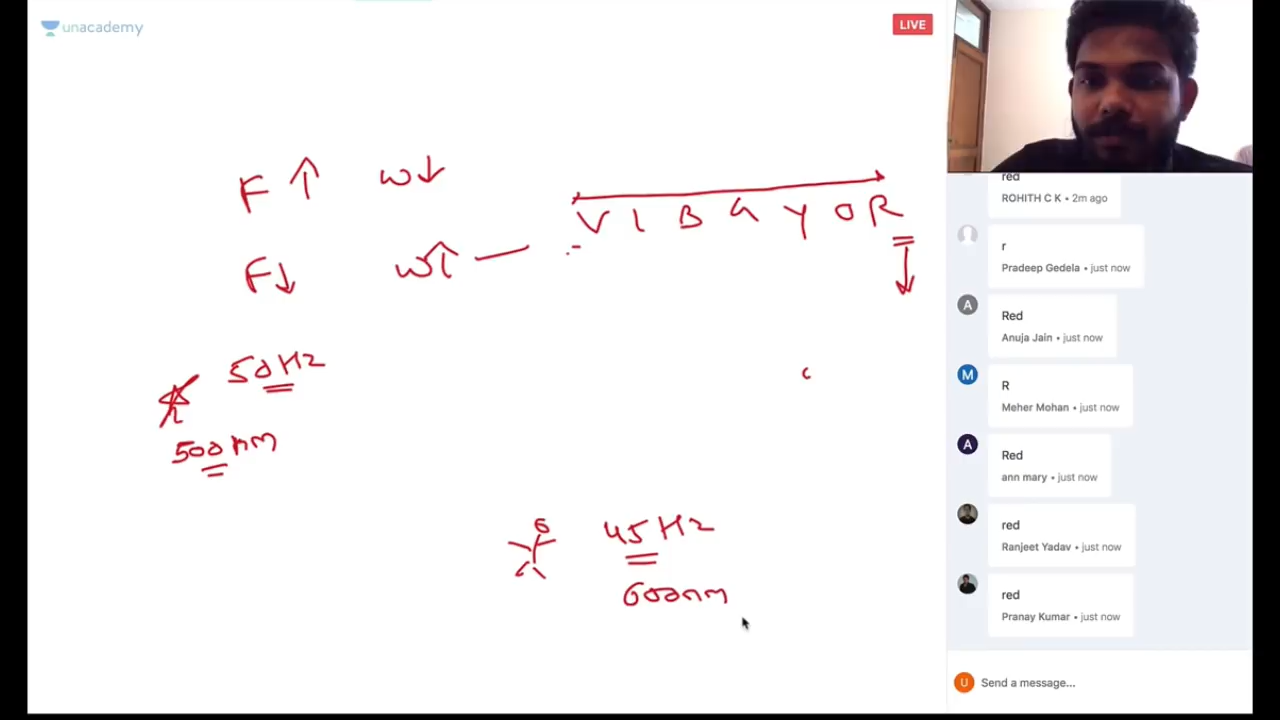 unacademy
LIVE
F ↑ w↓
V I B G Y O R
F↓ w↑
50Hz
500nm
45Hz
600nm
red
ROHITH C K • 2m ago
r
Pradeep Gedela • just now
A
Red
Anuja Jain • just now
M
R
Meher Mohan • just now
A
Red
ann mary • just now
red
Ranjeet Yadav • just now
red
Pranay Kumar • just now
U
Send a message...